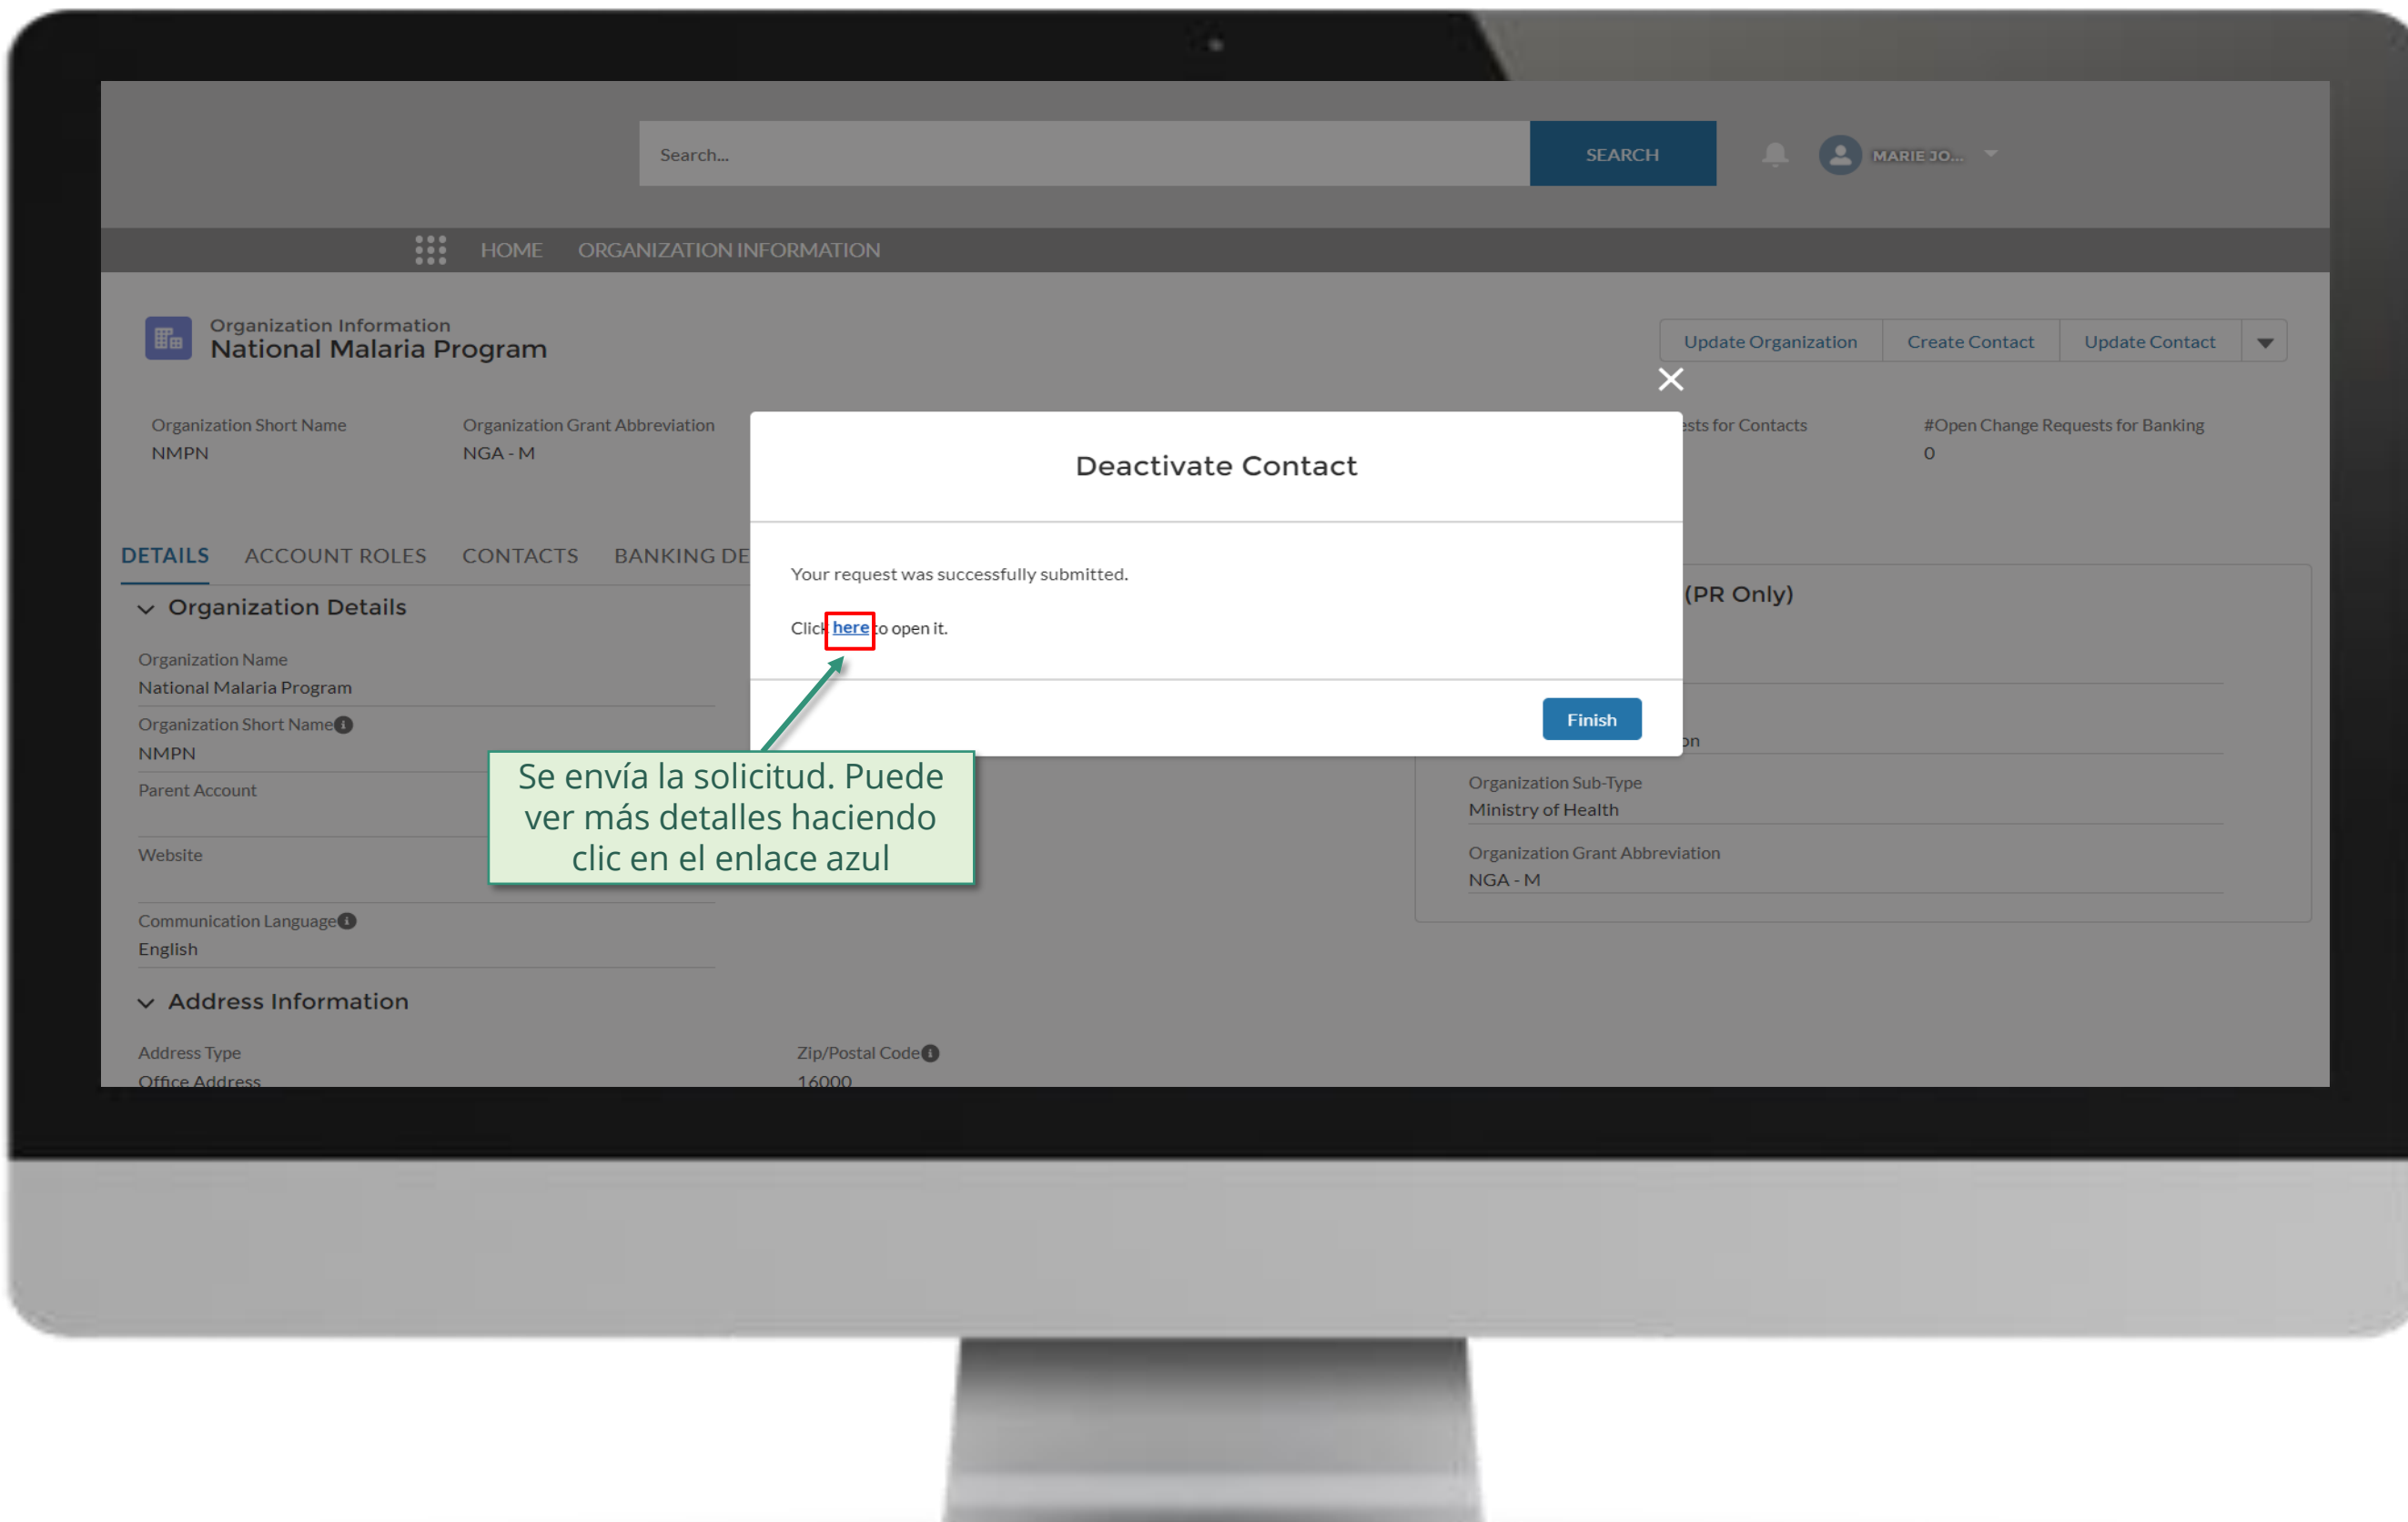 Search...
SEARCH
MARIE JO...
HOME ORGANIZATION INFORMATION
Organization Information
National Malaria Program
Update Organization Create Contact Update Contact
Organization Short Name Organization Grant Abbreviation ests for Contacts #Open Change Requests for Banking
NMPN NGA - M 0
Deactivate Contact
Your request was successfully submitted.
Click here to open it.
Finish
DETAILS ACCOUNT ROLES CONTACTS BANKING DE
Organization Details
Organization Name
National Malaria Program
Organization Short Name
NMPN
Parent Account
Website
Communication Language
English
Se envía la solicitud. Puede
ver más detalles haciendo
clic en el enlace azul
(PR Only)
on
Organization Sub-Type
Ministry of Health
Organization Grant Abbreviation
NGA - M
Address Information
Address Type Zip/Postal Code
Office Address 16000